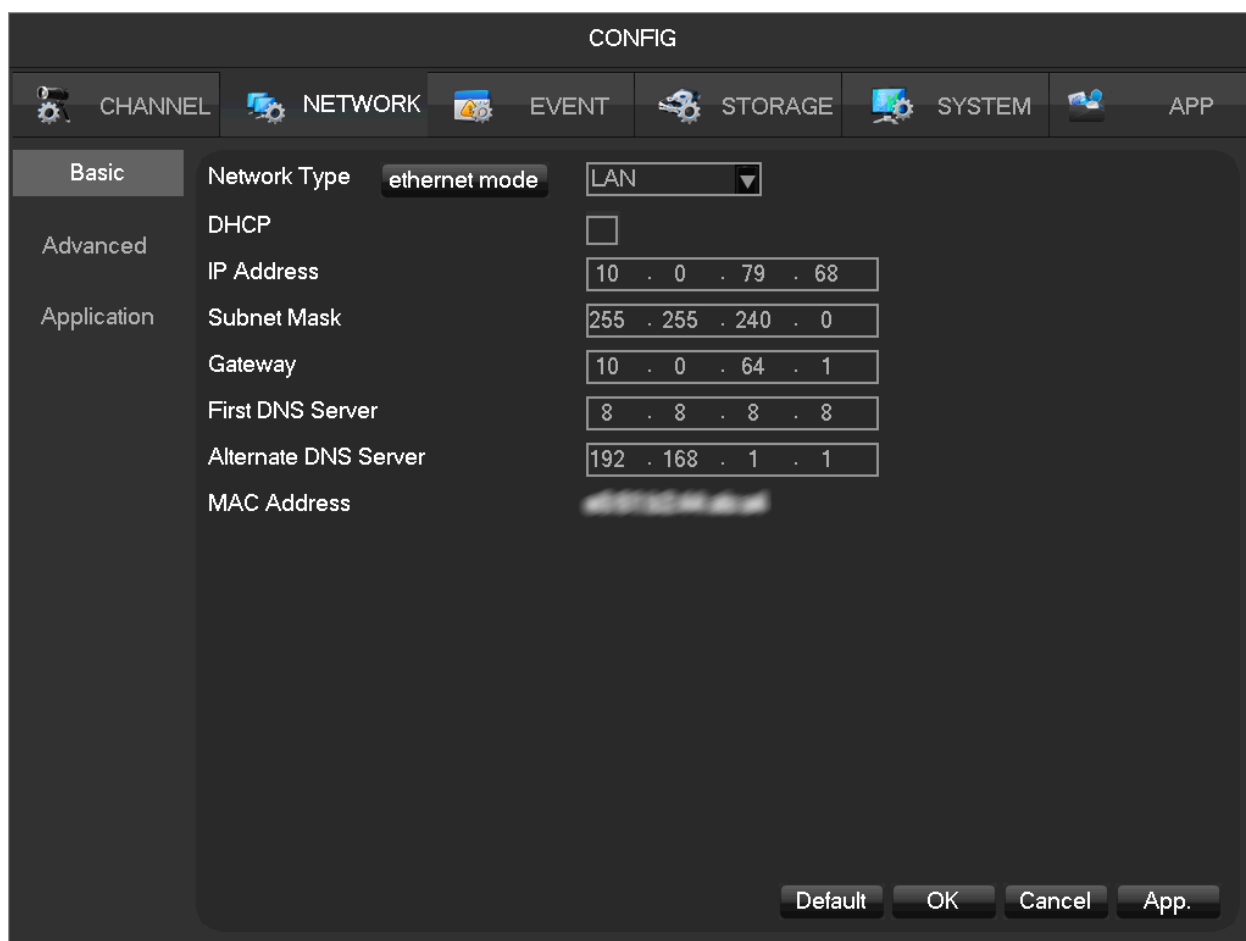 CONFIG
CHANNEL NETWORK EVENT STORAGE SYSTEM APP
Basic
Advanced
Application
Network Type ethernet mode LAN
DHCP
IP Address 10 . 0 . 79 . 68
Subnet Mask 255 . 255 . 240 . 0
Gateway 10 . 0 . 64 . 1
First DNS Server 8 . 8 . 8 . 8
Alternate DNS Server 192 . 168 . 1 . 1
MAC Address
Default OK Cancel App.